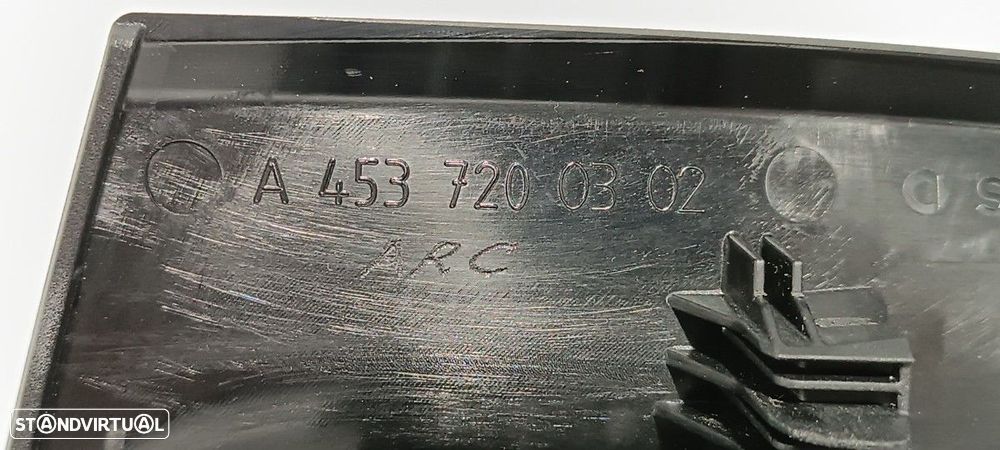 A 453 720 03 02
s
ARC
STANDVIRTUAL